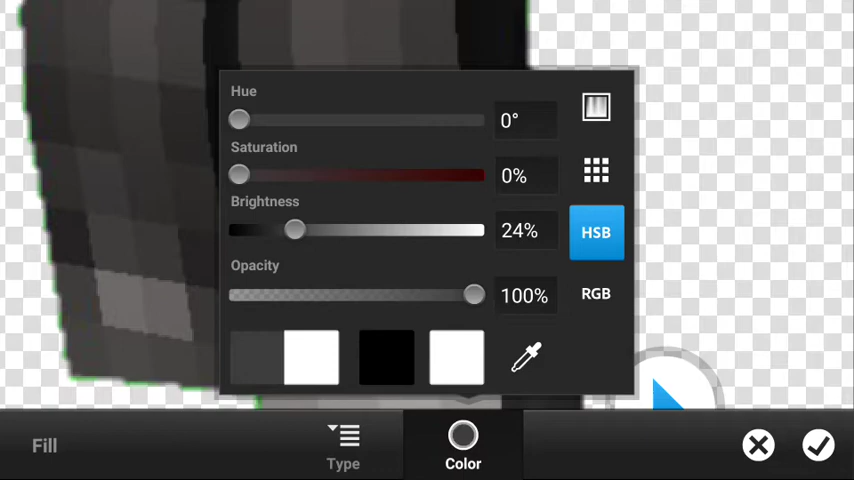 Hue
0°
Saturation
0%
Brightness
24%
HSB
Opacity
100%
RGB
Fill
Type
Color